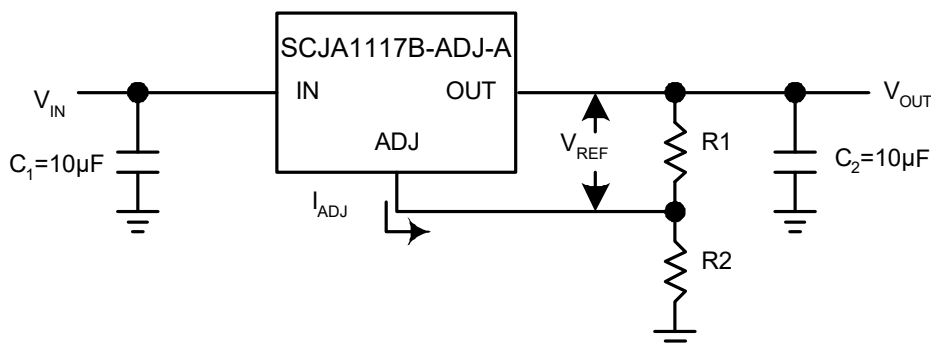 SCJA1117B-ADJ-A
IN OUT
ADJ
V_IN
V_OUT
C_1=10µF
V_REF
R1
C_2=10µF
I_ADJ
R2